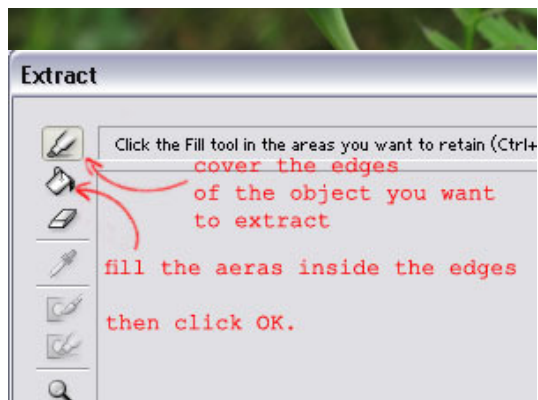 Extract
Click the Fill tool in the areas you want to retain (Ctrl+
cover the edges
of the object you want
to extract
fill the aeras inside the edges
then click OK.